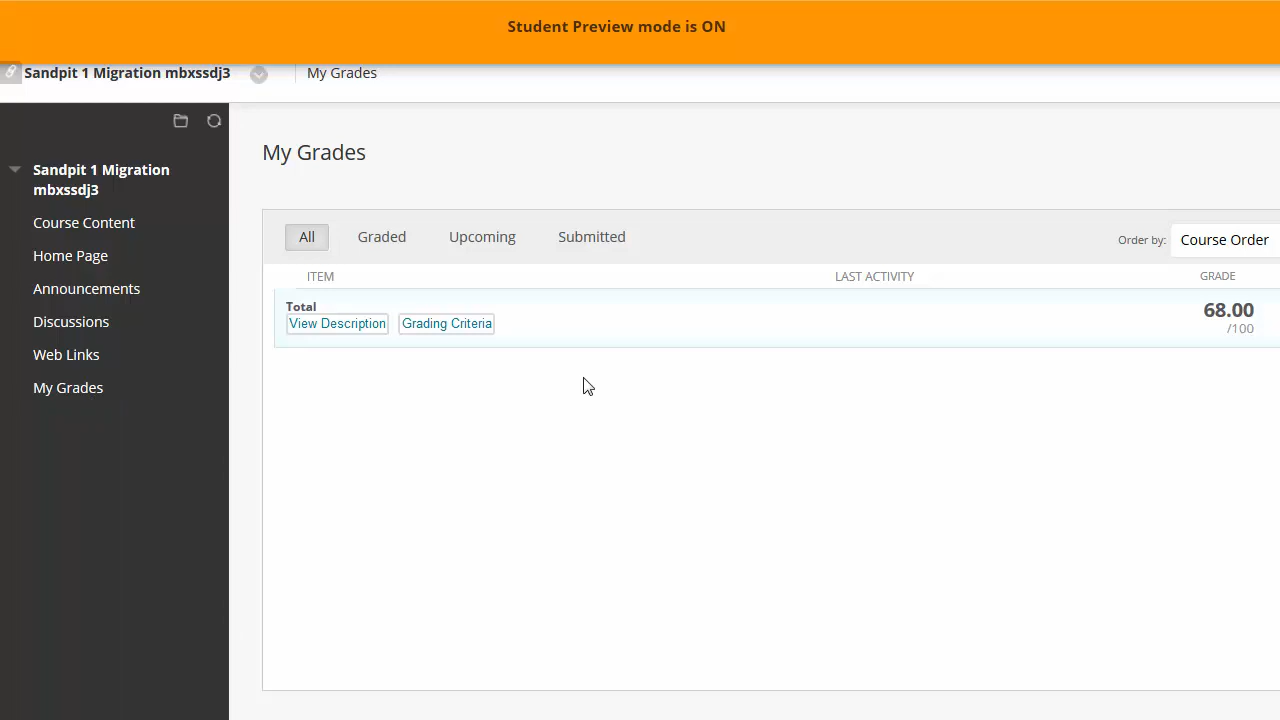 Student Preview mode is ON
Sandpit 1 Migration mbxssdj3
My Grades
Sandpit 1 Migration
mbxssdj3
Course Content
Home Page
Announcements
Discussions
Web Links
My Grades
My Grades
All Graded Upcoming Submitted
Order by: Course Order
ITEM LAST ACTIVITY GRADE
Total
View Description Grading Criteria
68.00
/100